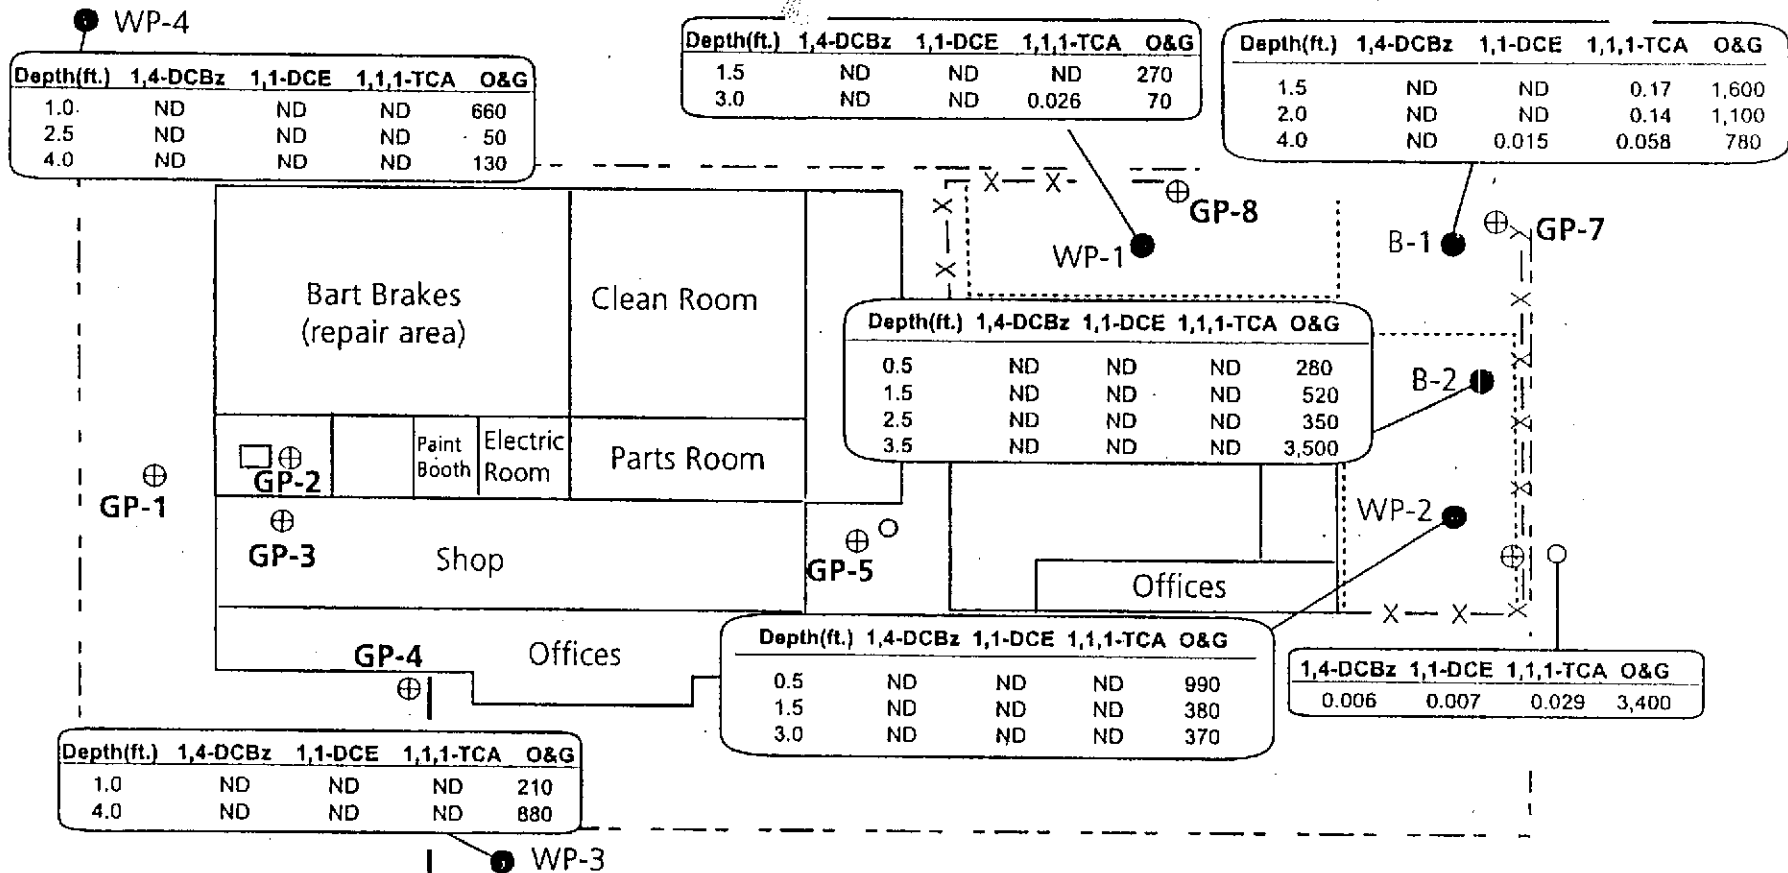 WP-4
Depth(ft.) 1,4-DCBz 1,1-DCE 1,1,1-TCA O&G
1.0 ND ND ND 660
2.5 ND ND ND 50
4.0 ND ND ND 130
Depth(ft.) 1,4-DCBz 1,1-DCE 1,1,1-TCA O&G
1.5 ND ND ND 270
3.0 ND ND 0.026 70
Depth(ft.) 1,4-DCBz 1,1-DCE 1,1,1-TCA O&G
1.5 ND ND 0.17 1,600
2.0 ND ND 0.14 1,100
4.0 ND 0.015 0.058 780
GP-8
GP-7
WP-1
B-1
Bart Brakes
(repair area)
Clean Room
Depth(ft.) 1,4-DCBz 1,1-DCE 1,1,1-TCA O&G
0.5 ND ND ND 280
1.5 ND ND ND 520
2.5 ND ND ND 350
3.5 ND ND ND 3,500
B-2
Paint
Booth
Electric
Room
Parts Room
GP-1
GP-2
GP-3
Shop
GP-5
WP-2
Offices
GP-4
Offices
Depth(ft.) 1,4-DCBz 1,1-DCE 1,1,1-TCA O&G
0.5 ND ND ND 990
1.5 ND ND ND 380
3.0 ND ND ND 370
1,4-DCBz 1,1-DCE 1,1,1-TCA O&G
0.006 0.007 0.029 3,400
Depth(ft.) 1,4-DCBz 1,1-DCE 1,1,1-TCA O&G
1.0 ND ND ND 210
4.0 ND ND ND 880
WP-3